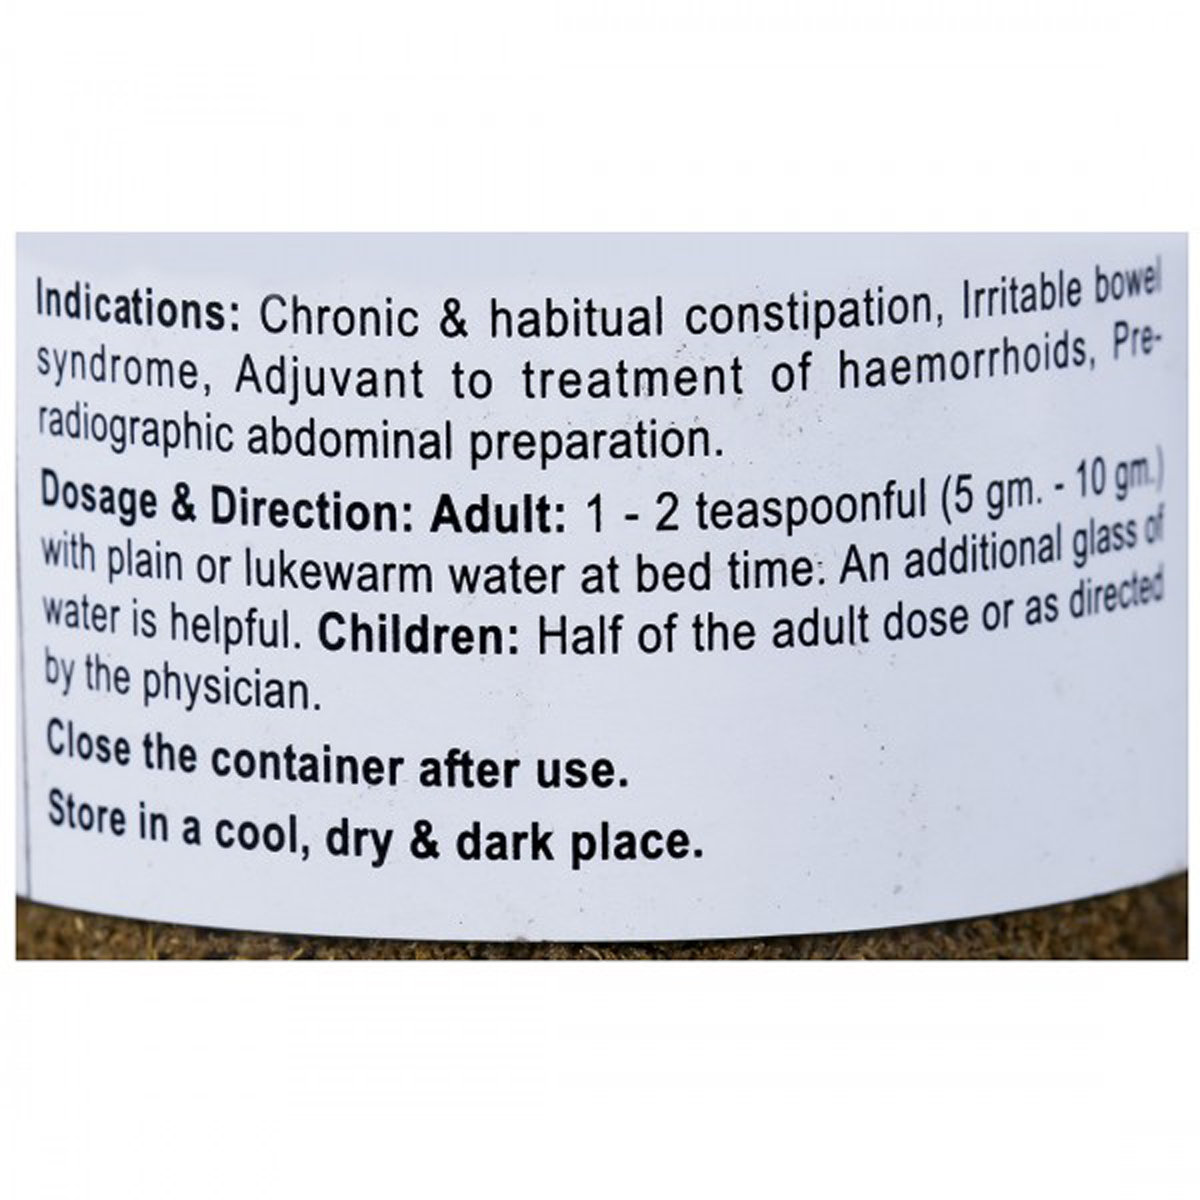 Indications: Chronic & habitual constipation, Irritable bowel
syndrome, Adjuvant to treatment of haemorrhoids, Pre-
radiographic abdominal preparation.
Dosage & Direction: Adult: 1 - 2 teaspoonful (5 gm. - 10 gm.)
with plain or lukewarm water at bed time. An additional glass of
water is helpful. Children: Half of the adult dose or as directed
by the physician.
Close the container after use.
Store in a cool, dry & dark place.